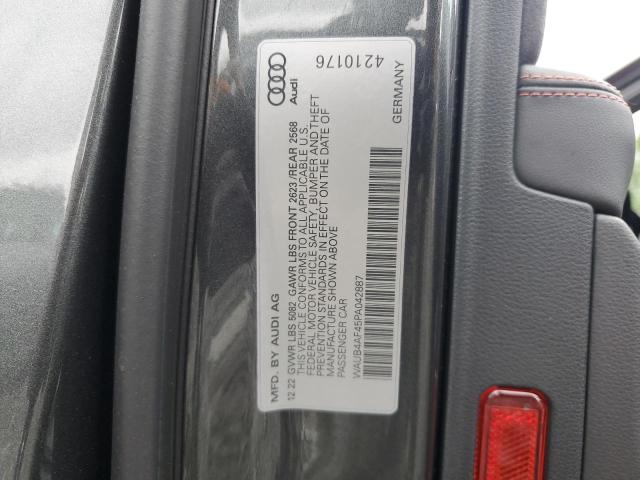 MFD. BY AUDI AG
Audi
12.22 GVWR LBS 5082 GAWR LBS FRONT 2623 /REAR 2568
THIS VEHICLE CONFORMS TO ALL APPLICABLE U.S.
FEDERAL MOTOR VEHICLE SAFETY, BUMPER AND THEFT
PREVENTION STANDARDS IN EFFECT ON THE DATE OF
MANUFACTURE SHOWN ABOVE
PASSENGER CAR
WAUB4AF45PA042887
4210176
GERMANY